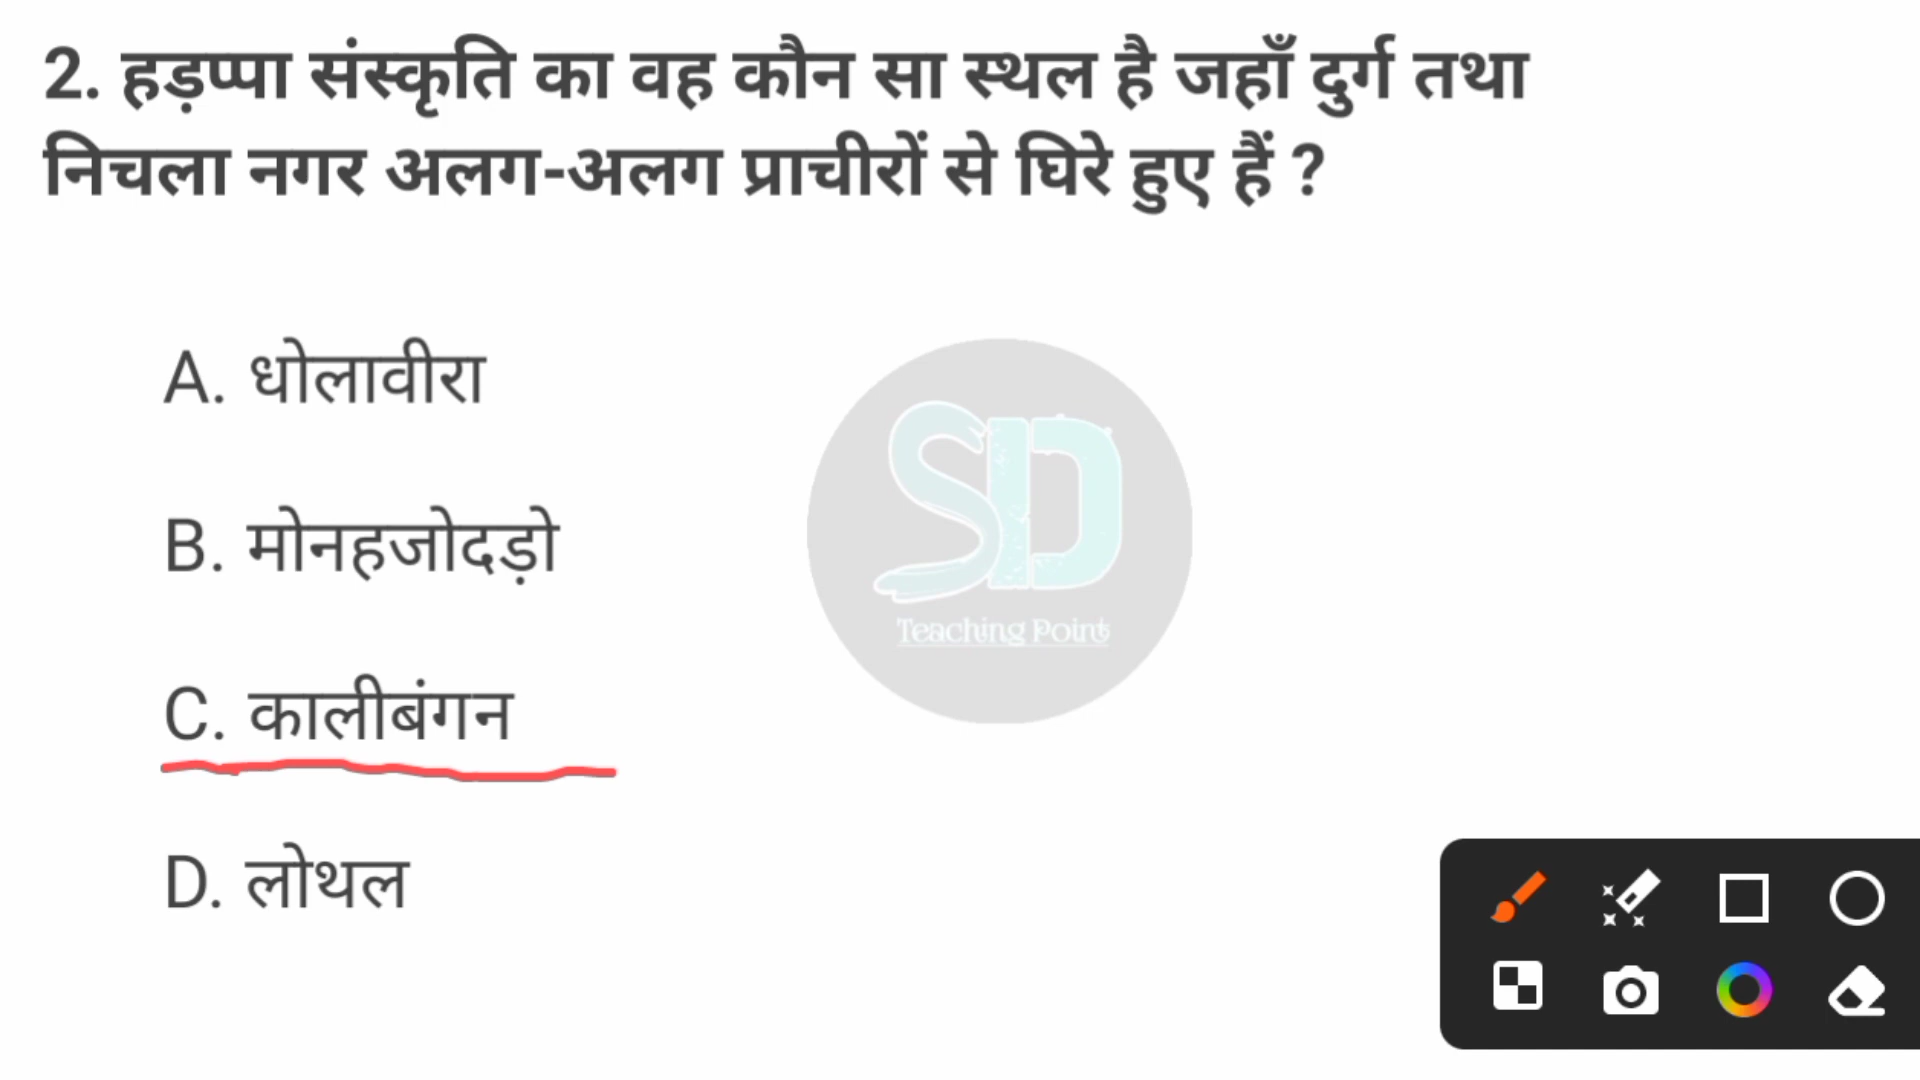 2. हड़प्पा संस्कृति का वह कौन सा स्थल है जहाँ दुर्ग तथा
निचला नगर अलग-अलग प्राचीरों से घिरे हुए हैं ?
A. धोलावीरा
B. मोनहजोदड़ो
C. कालीबंगन
D. लोथल
SD
Teaching Point